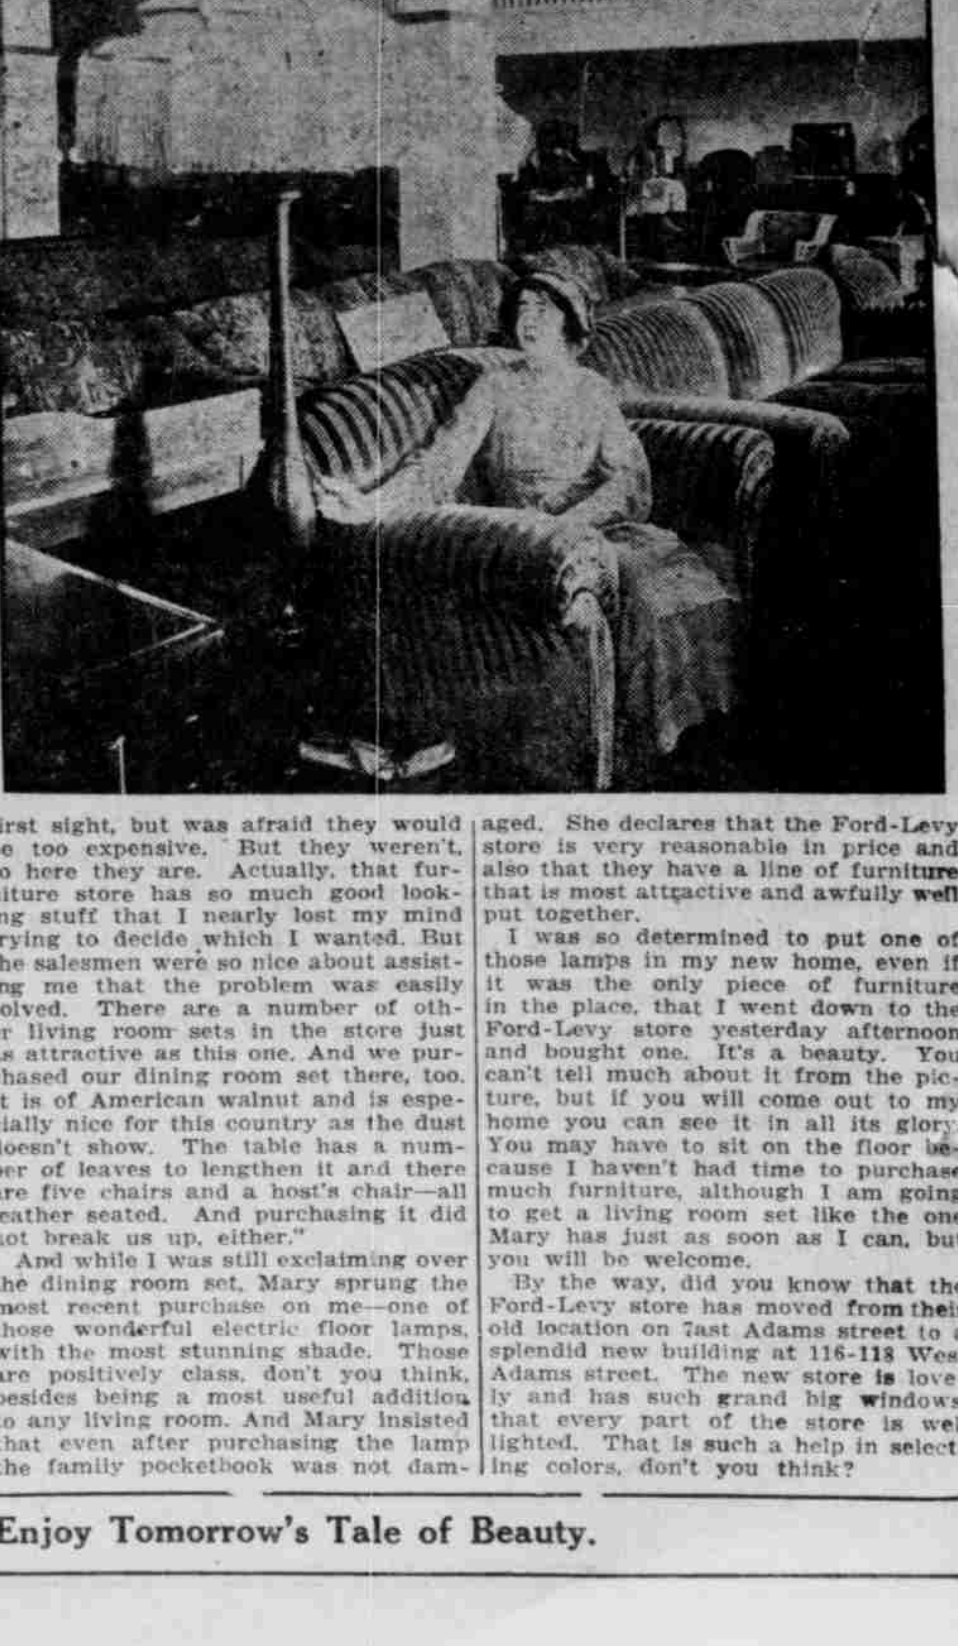 irst sight, but was afraid they would
e too expensive. But they weren't,
o here they are. Actually, that fur-
iture store has so much good look-
ng stuff that I nearly lost my mind
rying to decide which I wanted. But
he salesmen were so nice about assist-
ng me that the problem was easily
olved. There are a number of oth-
r living room sets in the store just
s attractive as this one. And we pur-
hased our dining room set there, too.
t is of American walnut and is espe-
ially nice for this country as the dust
doesn't show. The table has a num-
ber of leaves to lengthen it and there
re five chairs and a host's chair—all
eather seated. And purchasing it did
ot break us up, either."
And while I was still exclaiming over
he dining room set, Mary sprung the
most recent purchase on me—one of
hose wonderful electric floor lamps,
with the most stunning shade. Those
are positively class, don't you think,
besides being a most useful addition
o any living room. And Mary insisted
that even after purchasing the lamp
the family pocketbook was not dam-
aged. She declares that the Ford-Levy
store is very reasonable in price and
also that they have a line of furniture
that is most attractive and awfully well
put together.
I was so determined to put one of
those lamps in my new home, even if
it was the only piece of furniture
in the place, that I went down to the
Ford-Levy store yesterday afternoon
and bought one. It's a beauty. You
can't tell much about it from the pic-
ture, but if you will come out to my
home you can see it in all its glory.
You may have to sit on the floor be-
cause I haven't had time to purchase
much furniture, although I am going
to get a living room set like the one
Mary has just as soon as I can, but
you will be welcome.
By the way, did you know that the
Ford-Levy store has moved from their
old location on 7ast Adams street to a
splendid new building at 116-118 Wes
Adams street. The new store is love
ly and has such grand big windows
that every part of the store is wel
lighted. That is such a help in select
ing colors, don't you think?
Enjoy Tomorrow's Tale of Beauty.